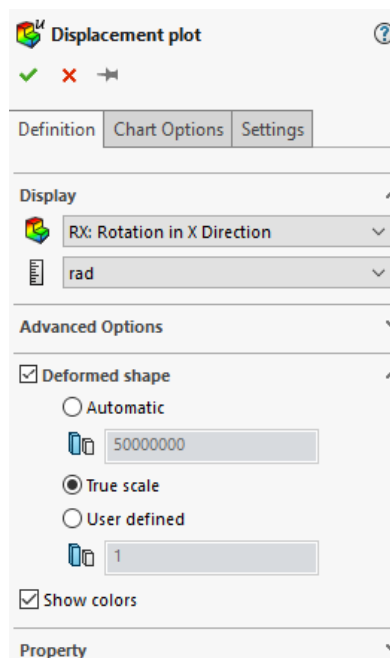 Displacement plot
Definition Chart Options Settings
Display
RX: Rotation in X Direction
rad
Advanced Options
Deformed shape
Automatic
50000000
True scale
User defined
1
Show colors
Property